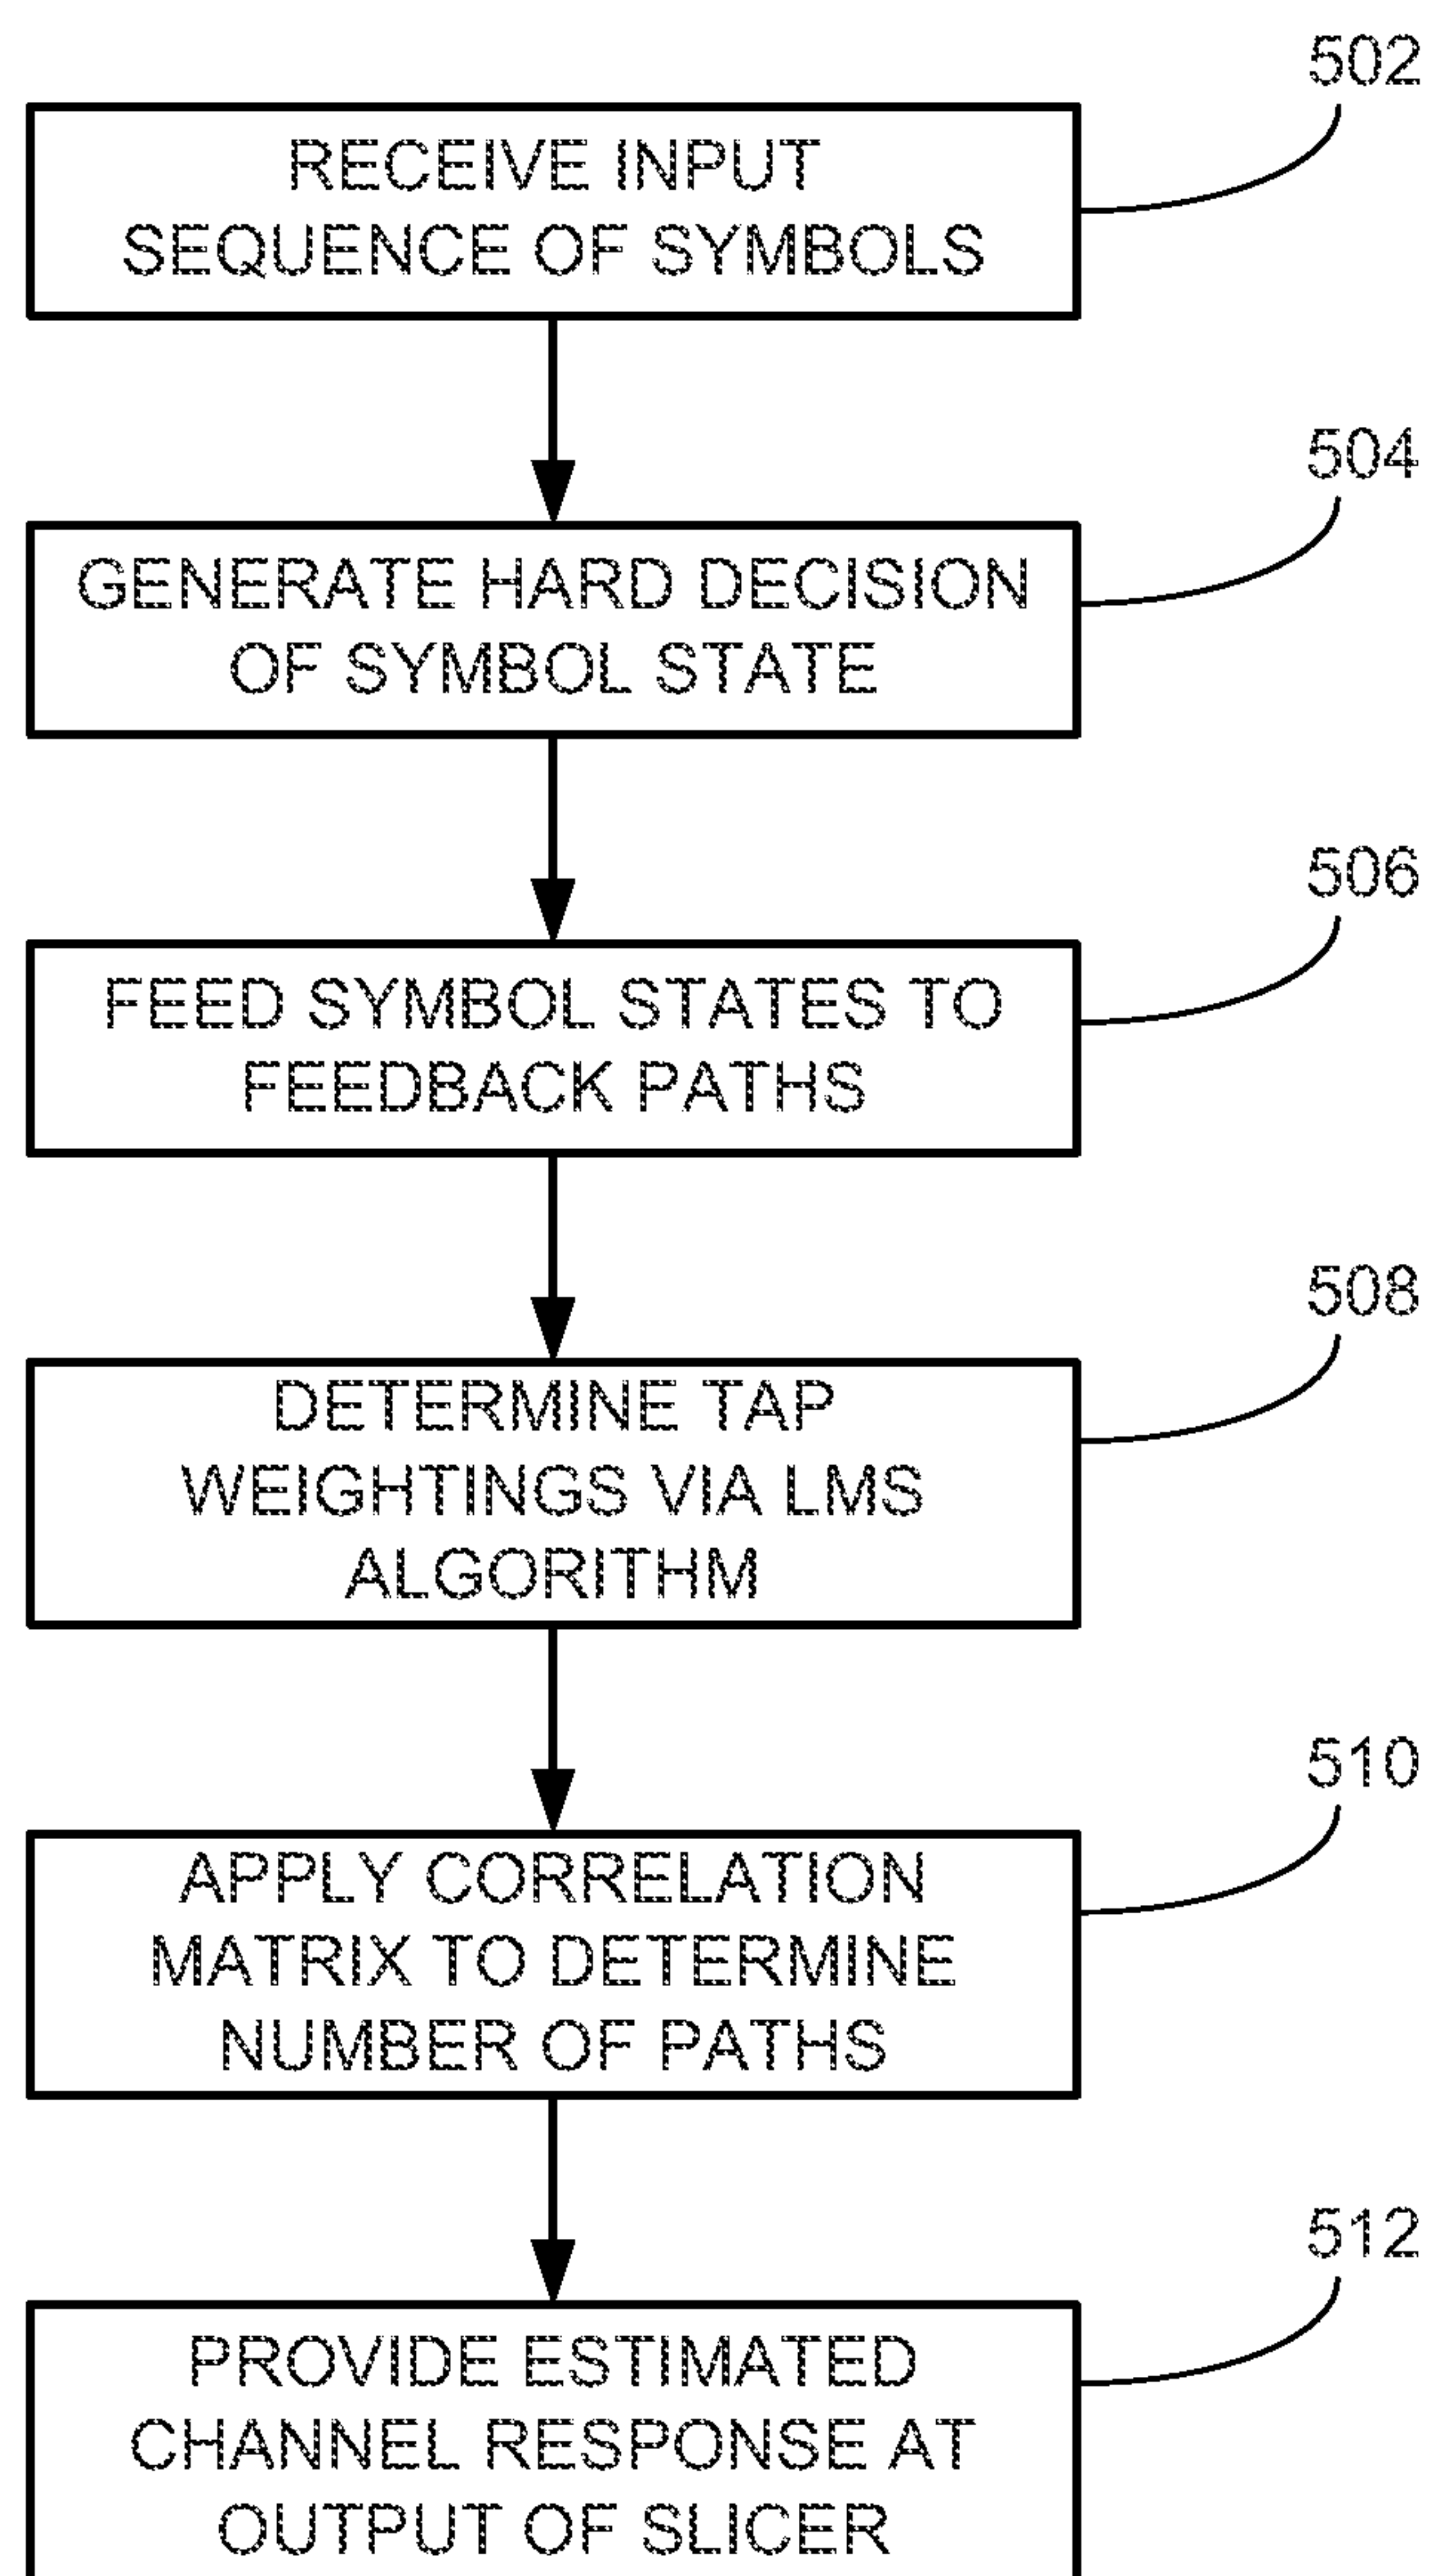 502
RECEIVE INPUT
SEQUENCE OF SYMBOLS
504
GENERATE HARD DECISION
OF SYMBOL STATE
506
FEED SYMBOL STATES TO
FEEDBACK PATHS
508
DETERMINE TAP
WEIGHTINGS VIA LMS
ALGORITHM
510
APPLY CORRELATION
MATRIX TO DETERMINE
NUMBER OF PATHS
512
PROVIDE ESTIMATED
CHANNEL RESPONSE AT
OUTPUT OF SLICER